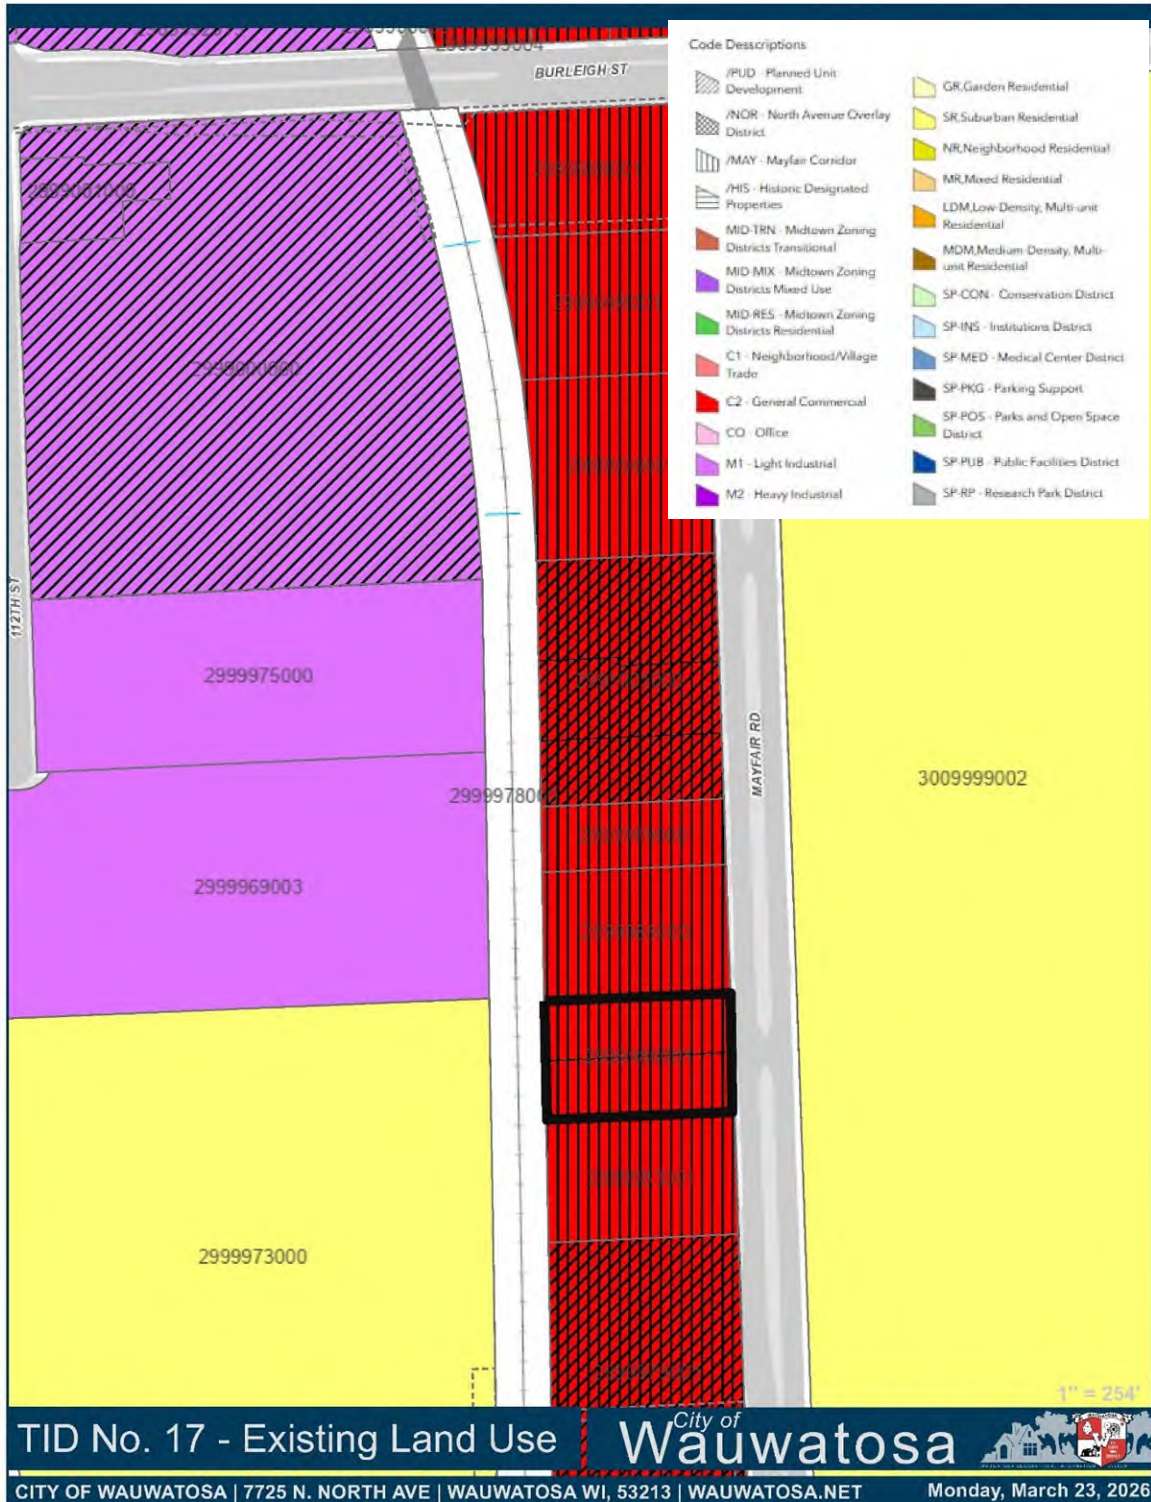 BURLEIGH ST
Code Desscriptions
/PUD - Planned Unit
Development
/NOR - North Avenue Overlay
District
/MAY - Mayfair Corridor
/HIS - Historic Designated
Properties
MID-TRN - Midtown Zoning
Districts Transitional
MID-MIX - Midtown Zoning
Districts Mixed Use
MID-RES - Midtown Zoning
Districts Residential
C1 - Neighborhood/Village
Trade
C2 - General Commercial
CO - Office
M1 - Light Industrial
M2 - Heavy Industrial
GR,Garden Residential
SR,Suburban Residential
NR,Neighborhood Residential
MR,Mixed Residential
LDM,Low-Density, Multi-unit
Residential
MDM,Medium-Density, Multi-
unit Residential
SP-CON - Conservation District
SP-INS - Institutions District
SP-MED - Medical Center District
SP-PKG - Parking Support
SP-POS - Parks and Open Space
District
SP-PUB - Public Facilities District
SP-RP - Research Park District
112TH ST
2999975000
MAYFAIR RD
3009999002
2999969003
2999973000
1" = 254'
TID No. 17 - Existing Land Use
City of
Wauwatosa
CITY OF WAUWATOSA | 7725 N. NORTH AVE | WAUWATOSA WI, 53213 | WAUWATOSA.NET
Monday, March 23, 2026